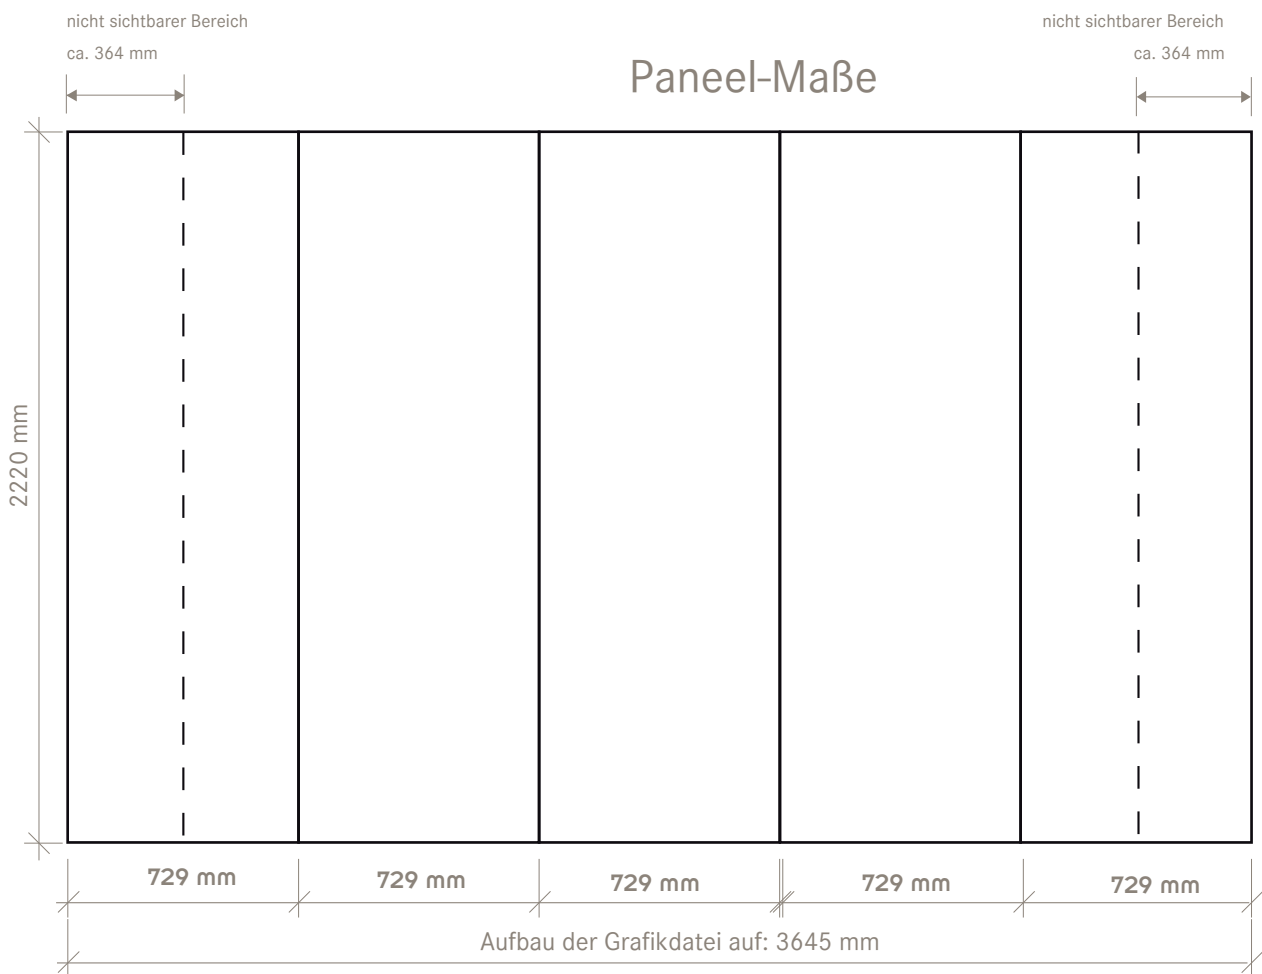 nicht sichtbarer Bereich
ca. 364 mm
nicht sichtbarer Bereich
ca. 364 mm
Paneel-Maße
2220 mm
729 mm
729 mm
729 mm
729 mm
729 mm
Aufbau der Grafikdatei auf: 3645 mm